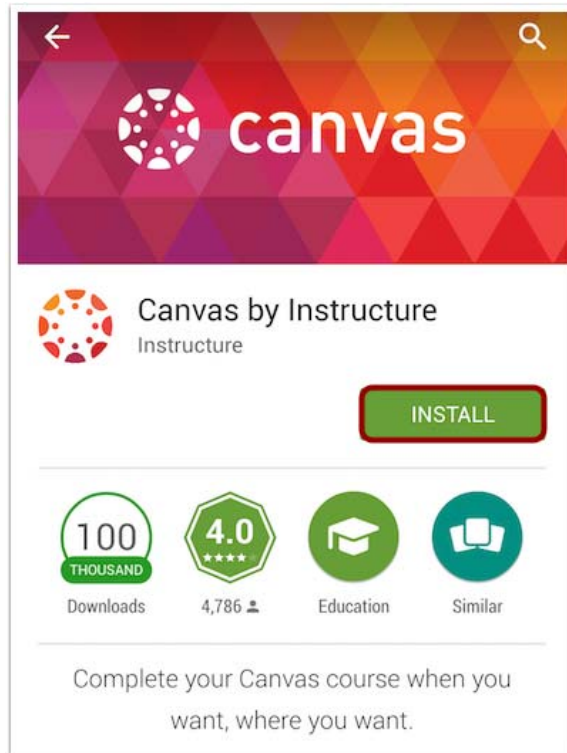 canvas
Canvas by Instructure
Instructure
INSTALL
100
THOUSAND
Downloads
4.0
4,786
Education
Similar
Complete your Canvas course when you
want, where you want.